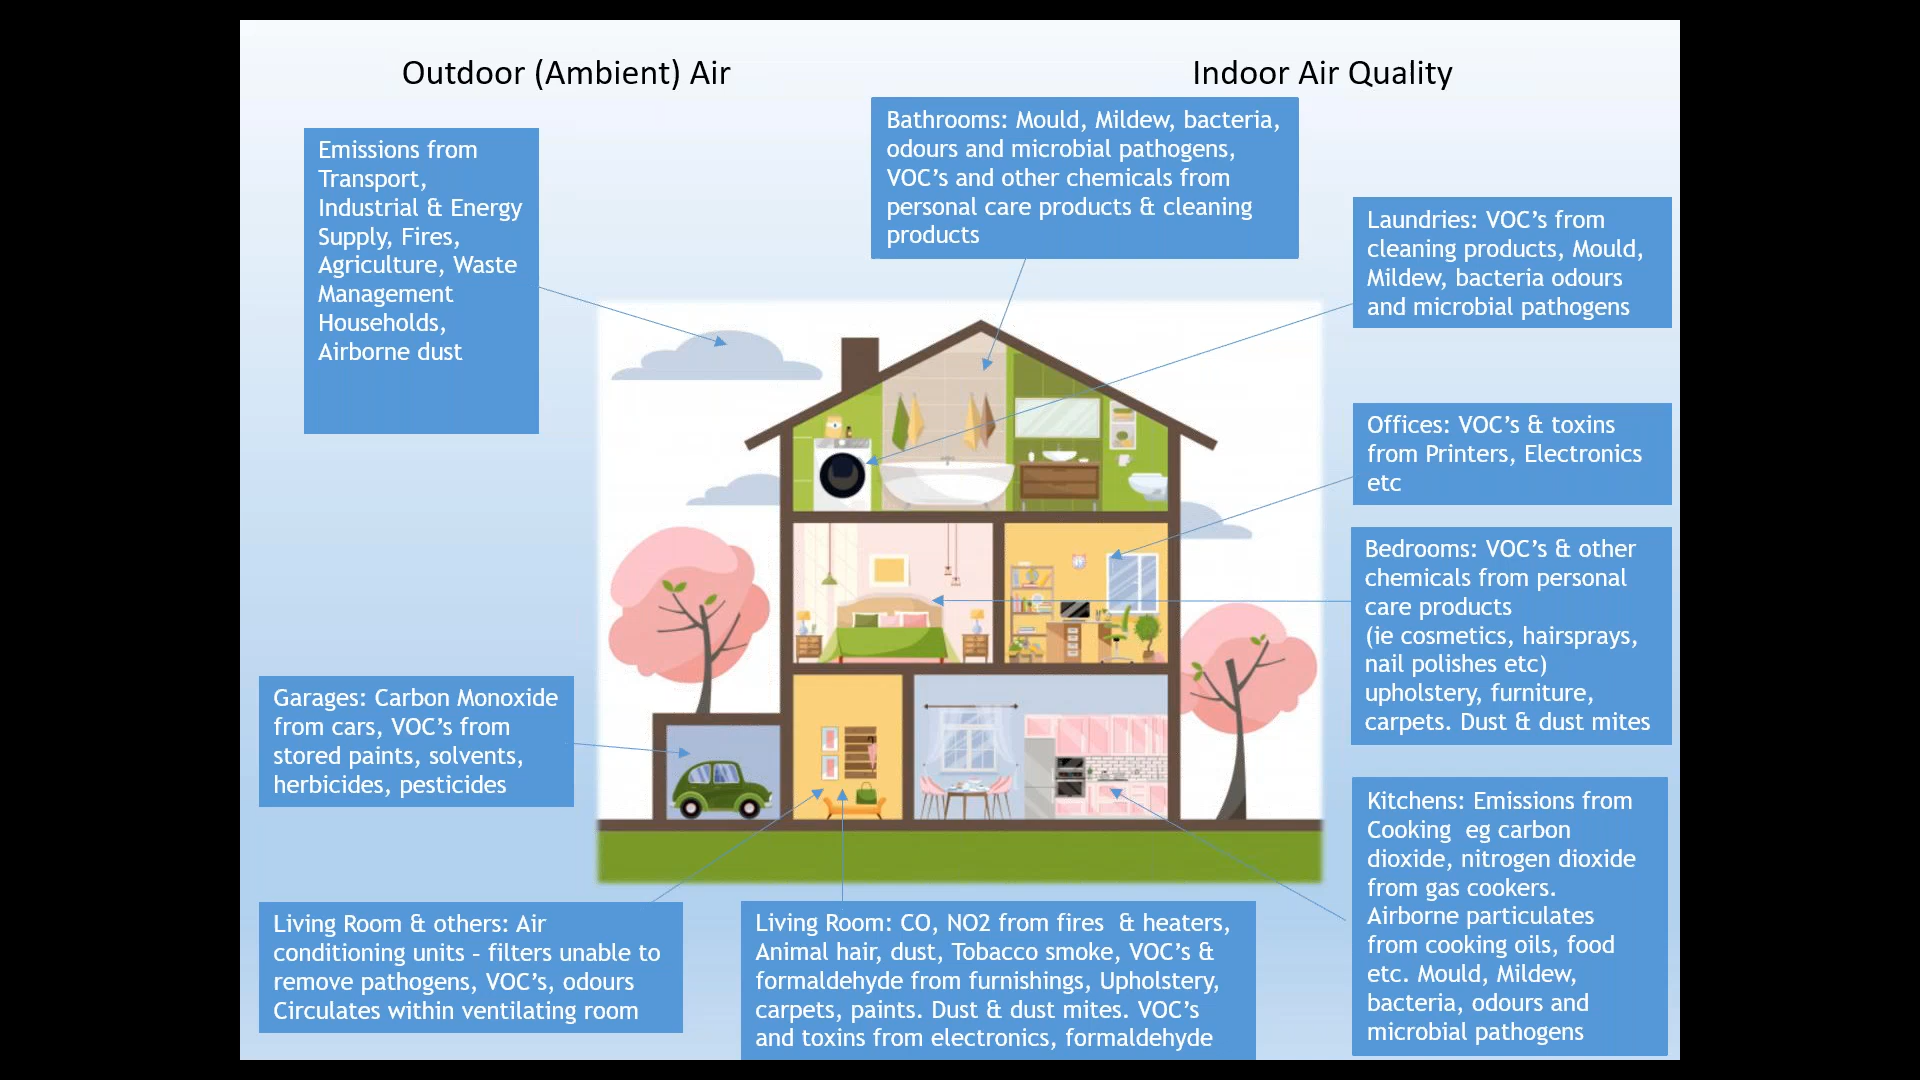 Outdoor (Ambient) Air
Indoor Air Quality
Emissions from
Transport,
Industrial & Energy
Supply, Fires,
Agriculture, Waste
Management
Households,
Airborne dust
Bathrooms: Mould, Mildew, bacteria,
odours and microbial pathogens,
VOC’s and other chemicals from
personal care products & cleaning
products
Laundries: VOC’s from
cleaning products, Mould,
Mildew, bacteria odours
and microbial pathogens
Offices: VOC’s & toxins
from Printers, Electronics
etc
Bedrooms: VOC’s & other
chemicals from personal
care products
(ie cosmetics, hairsprays,
nail polishes etc)
upholstery, furniture,
carpets. Dust & dust mites
Garages: Carbon Monoxide
from cars, VOC’s from
stored paints, solvents,
herbicides, pesticides
Kitchens: Emissions from
Cooking  eg carbon
dioxide, nitrogen dioxide
from gas cookers.
Airborne particulates
from cooking oils, food
etc. Mould, Mildew,
bacteria, odours and
microbial pathogens
Living Room & others: Air
conditioning units – filters unable to
remove pathogens, VOC’s, odours
Circulates within ventilating room
Living Room: CO, NO2 from fires  & heaters,
Animal hair, dust, Tobacco smoke, VOC’s &
formaldehyde from furnishings, Upholstery,
carpets, paints. Dust & dust mites. VOC’s
and toxins from electronics, formaldehyde